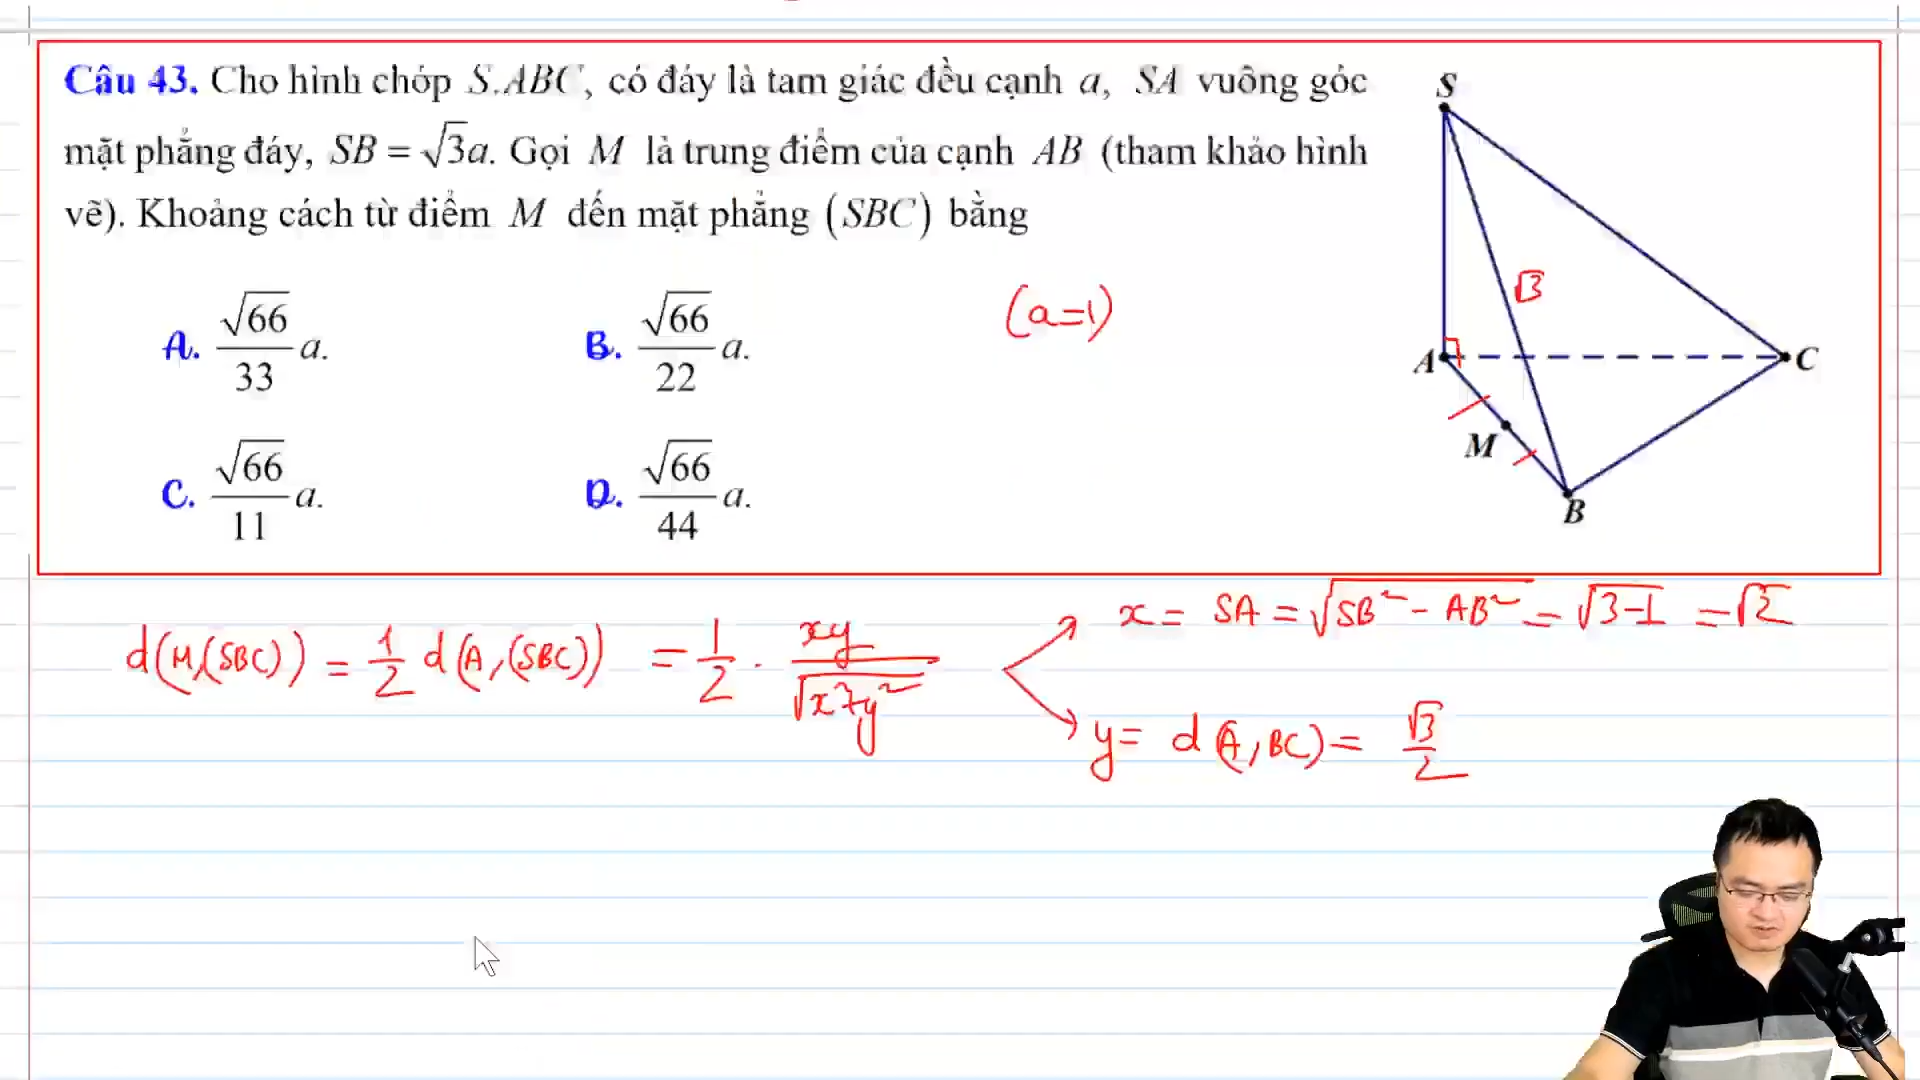 Câu 43. Cho hình chóp S.ABC, có đáy là tam giác đều cạnh a, SA vuông góc
mặt phẳng đáy, SB = √3a. Gọi M là trung điểm của cạnh AB (tham khảo hình
vẽ). Khoảng cách từ điểm M đến mặt phẳng (SBC) bằng
A. √66/33 a.
B. √66/22 a.
C. √66/11 a.
D. √66/44 a.
(a=1)
S
√3
A
C
M
B
d(M,(SBC)) = 1/2 d(A,(SBC)) = 1/2 . xy/√x²+y²
x = SA = √SB² - AB² = √3-1 = √2
y = d(A,BC) = √3/2